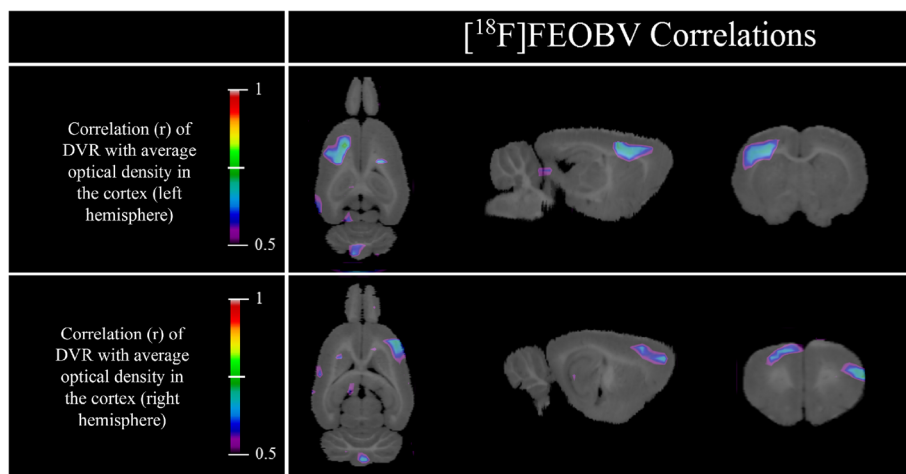 [¹⁸F]FEOBV Correlations
Correlation (r) of
DVR with average
optical density in
the cortex (left
hemisphere)
1
0.5
Correlation (r) of
DVR with average
optical density in
the cortex (right
hemisphere)
1
0.5